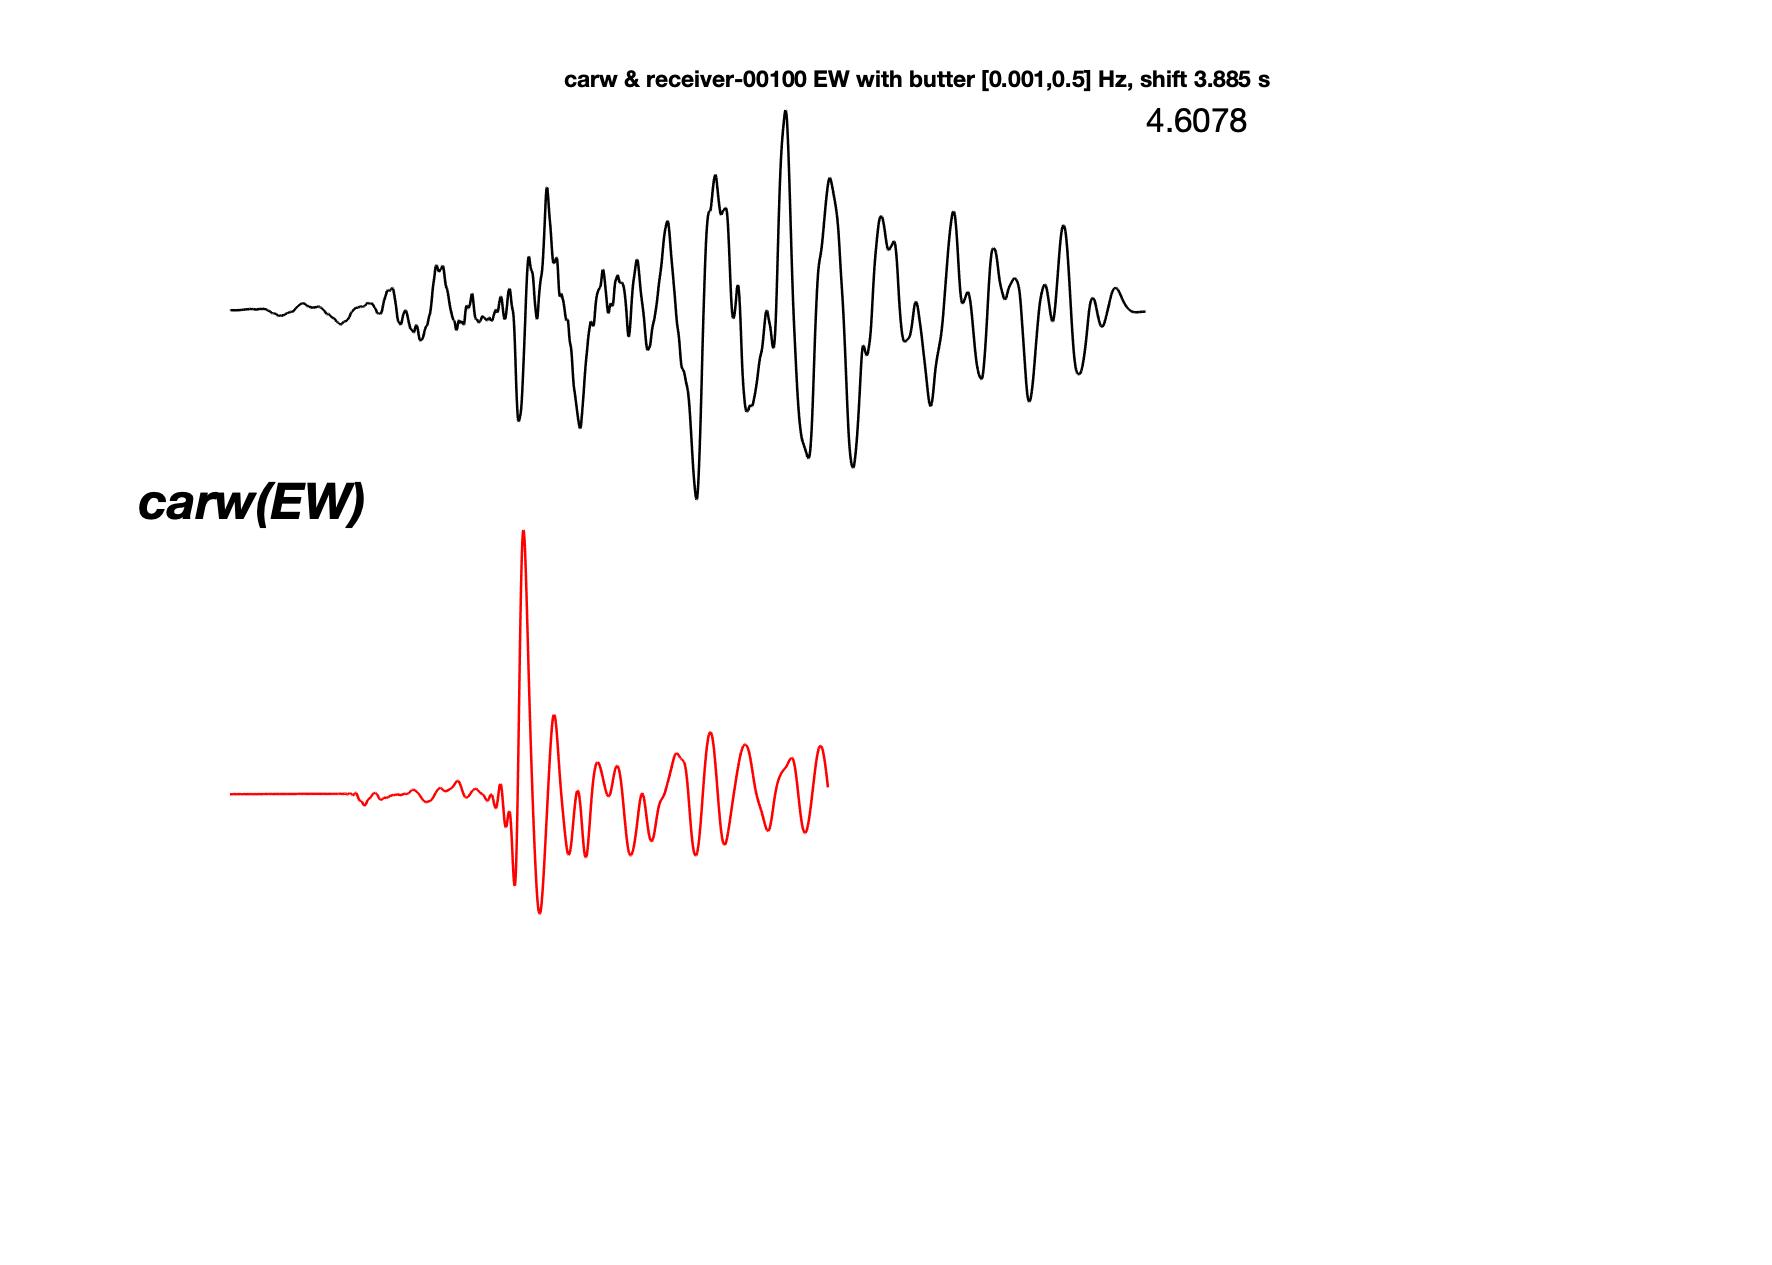 carw & receiver-00100 EW with butter [0.001,0.5] Hz, shift 3.885 s
4.6078
carw(EW)